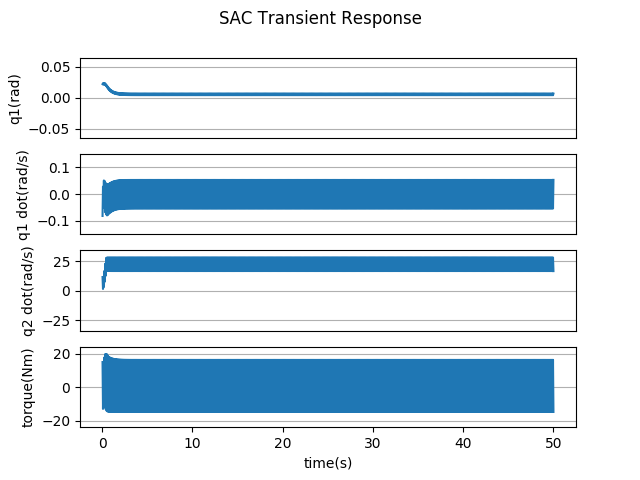 SAC Transient Response
q1(rad)
0.05
0.00
−0.05
q1 dot(rad/s)
0.1
0.0
−0.1
q2 dot(rad/s)
25
0
−25
torque(Nm)
20
0
−20
0 10 20 30 40 50
time(s)